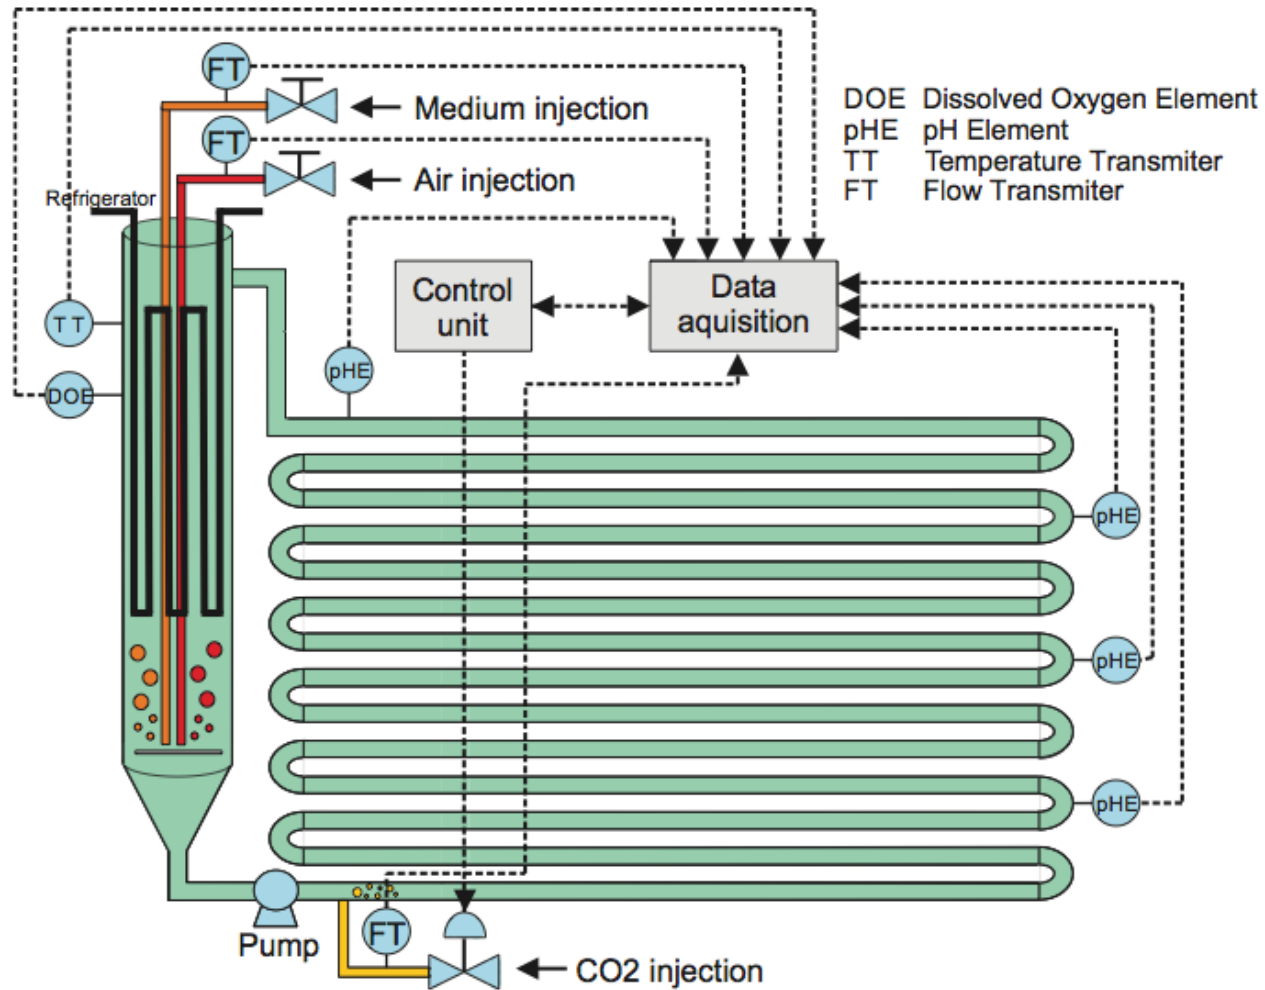 FT
Medium injection
FT
Air injection
DOE Dissolved Oxygen Element
pHE pH Element
TT Temperature Transmiter
FT Flow Transmiter
Refrigerator
Control
unit
Data
aquisition
TT
DOE
pHE
pHE
pHE
pHE
FT
Pump
CO2 injection